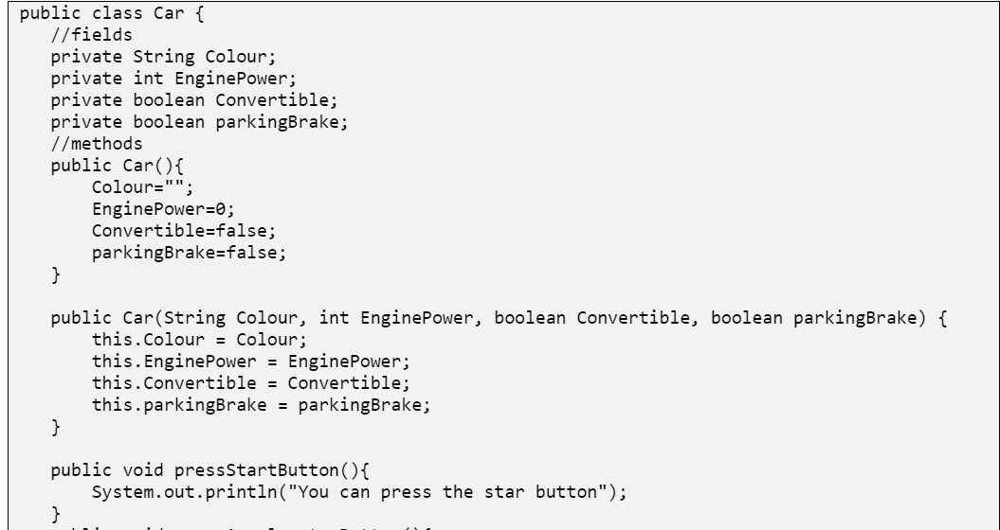 public class Car {
//fields
private String Colour;
private int EnginePower;
private boolean Convertible;
private boolean parkingBrake;
//methods
public Car(){
Colour="";
EnginePower=0;
Convertible=false;
parkingBrake=false;
}
public Car(String Colour, int EnginePower, boolean Convertible, boolean parkingBrake) {
this.Colour = Colour;
this.EnginePower = EnginePower;
this.Convertible = Convertible;
this.parkingBrake = parkingBrake;
}
public void pressStartButton(){
System.out.println("You can press the star button");
}